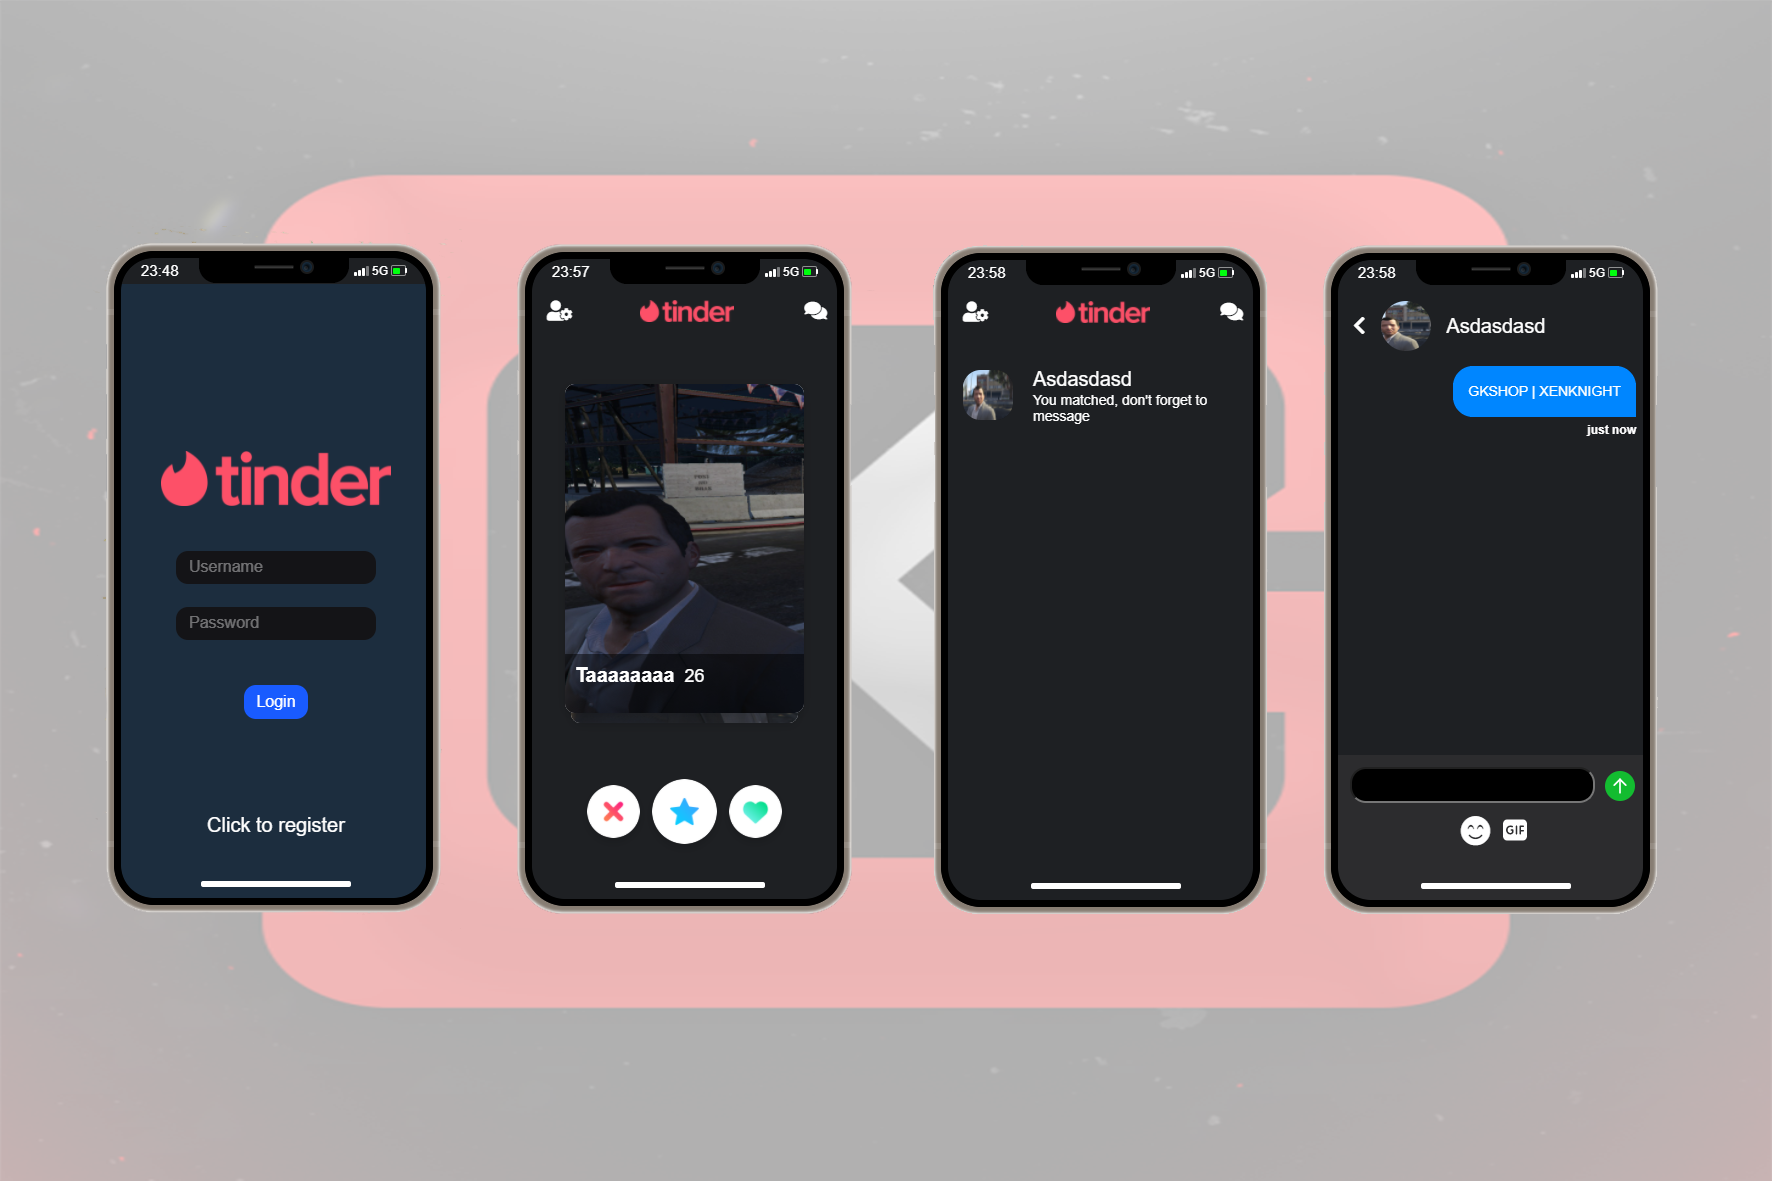 23:48
5G
tinder
Username
Password
Login
Click to register
23:57
5G
tinder
Taaaaaaaa 26
23:58
5G
tinder
Asdasdasd
You matched, don't forget to
message
23:58
5G
Asdasdasd
GKSHOP | XENKNIGHT
just now
GIF